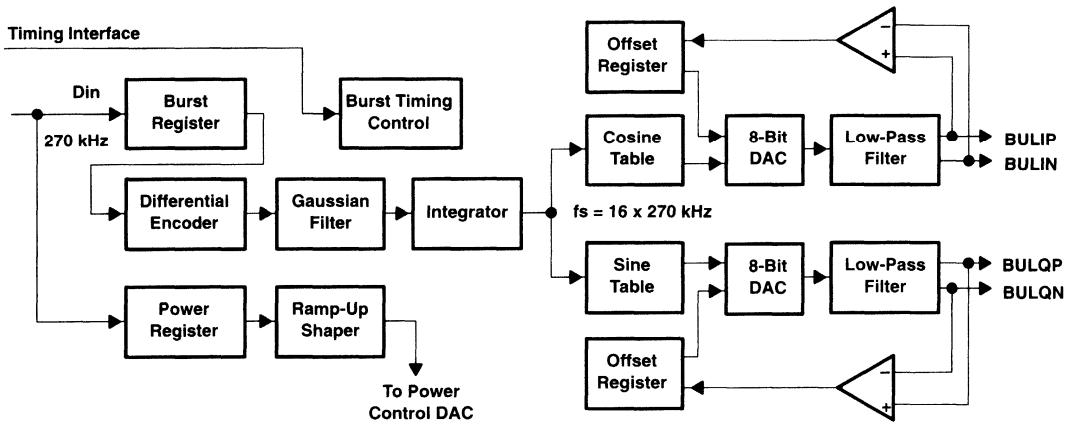 Timing Interface
Din
270 kHz
Burst
Register
Burst Timing
Control
Differential
Encoder
Gaussian
Filter
Integrator
Power
Register
Ramp-Up
Shaper
To Power
Control DAC
fs = 16 x 270 kHz
Offset
Register
−
+
Cosine
Table
8-Bit
DAC
Low-Pass
Filter
BULIP
BULIN
Sine
Table
8-Bit
DAC
Low-Pass
Filter
BULQP
BULQN
Offset
Register
−
+